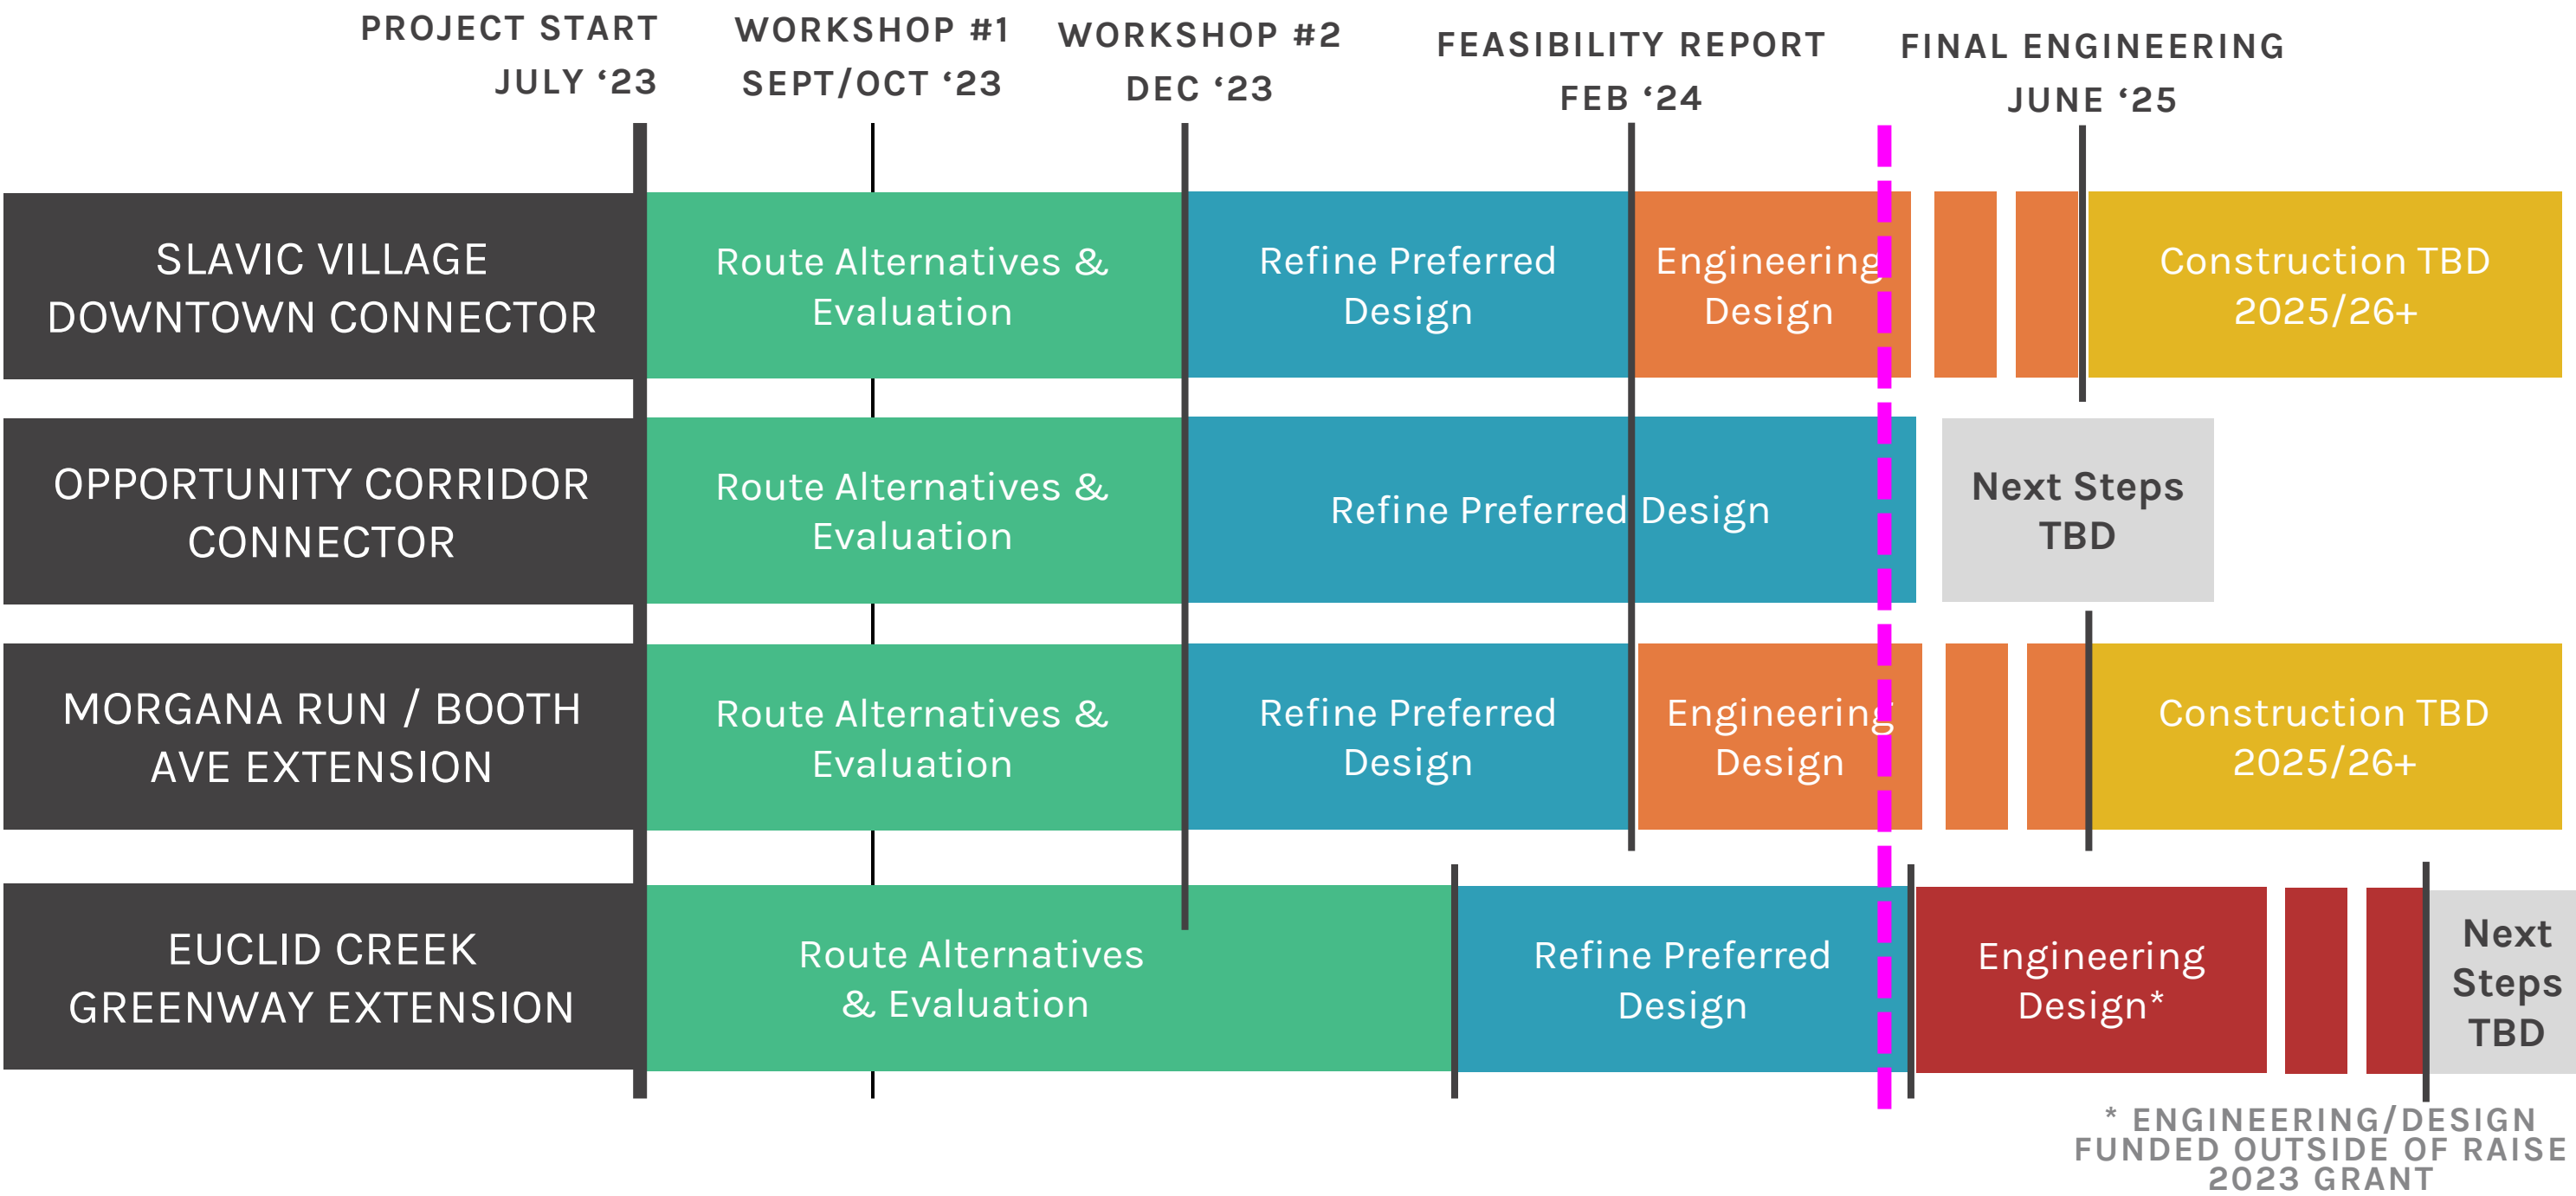 PROJECT START
JULY ‘23
WORKSHOP #1
SEPT/OCT ‘23
WORKSHOP #2
DEC ‘23
FEASIBILITY REPORT
FEB ‘24
FINAL ENGINEERING
JUNE ‘25
SLAVIC VILLAGE
DOWNTOWN CONNECTOR
Route Alternatives &
Evaluation
Refine Preferred
Design
Engineering
Design
Construction TBD
2025/26+
OPPORTUNITY CORRIDOR
CONNECTOR
Route Alternatives &
Evaluation
Refine Preferred Design
Next Steps
TBD
MORGANA RUN / BOOTH
AVE EXTENSION
Route Alternatives &
Evaluation
Refine Preferred
Design
Engineering
Design
Construction TBD
2025/26+
EUCLID CREEK
GREENWAY EXTENSION
Route Alternatives
& Evaluation
Refine Preferred
Design
Engineering
Design*
Next
Steps
TBD
* ENGINEERING/DESIGN
FUNDED OUTSIDE OF RAISE
2023 GRANT